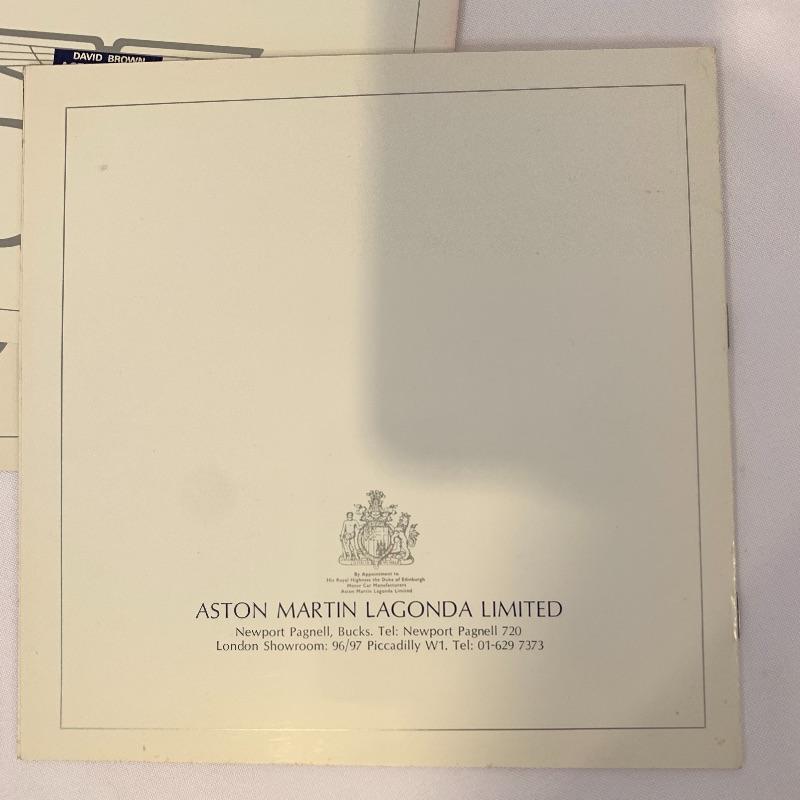 DAVID BROWN
By Appointment to
His Royal Highness the Duke of Edinburgh
Motor Car Manufacturers
Aston Martin Lagonda Limited
ASTON MARTIN LAGONDA LIMITED
Newport Pagnell, Bucks. Tel: Newport Pagnell 720
London Showroom: 96/97 Piccadilly W1. Tel: 01-629 7373